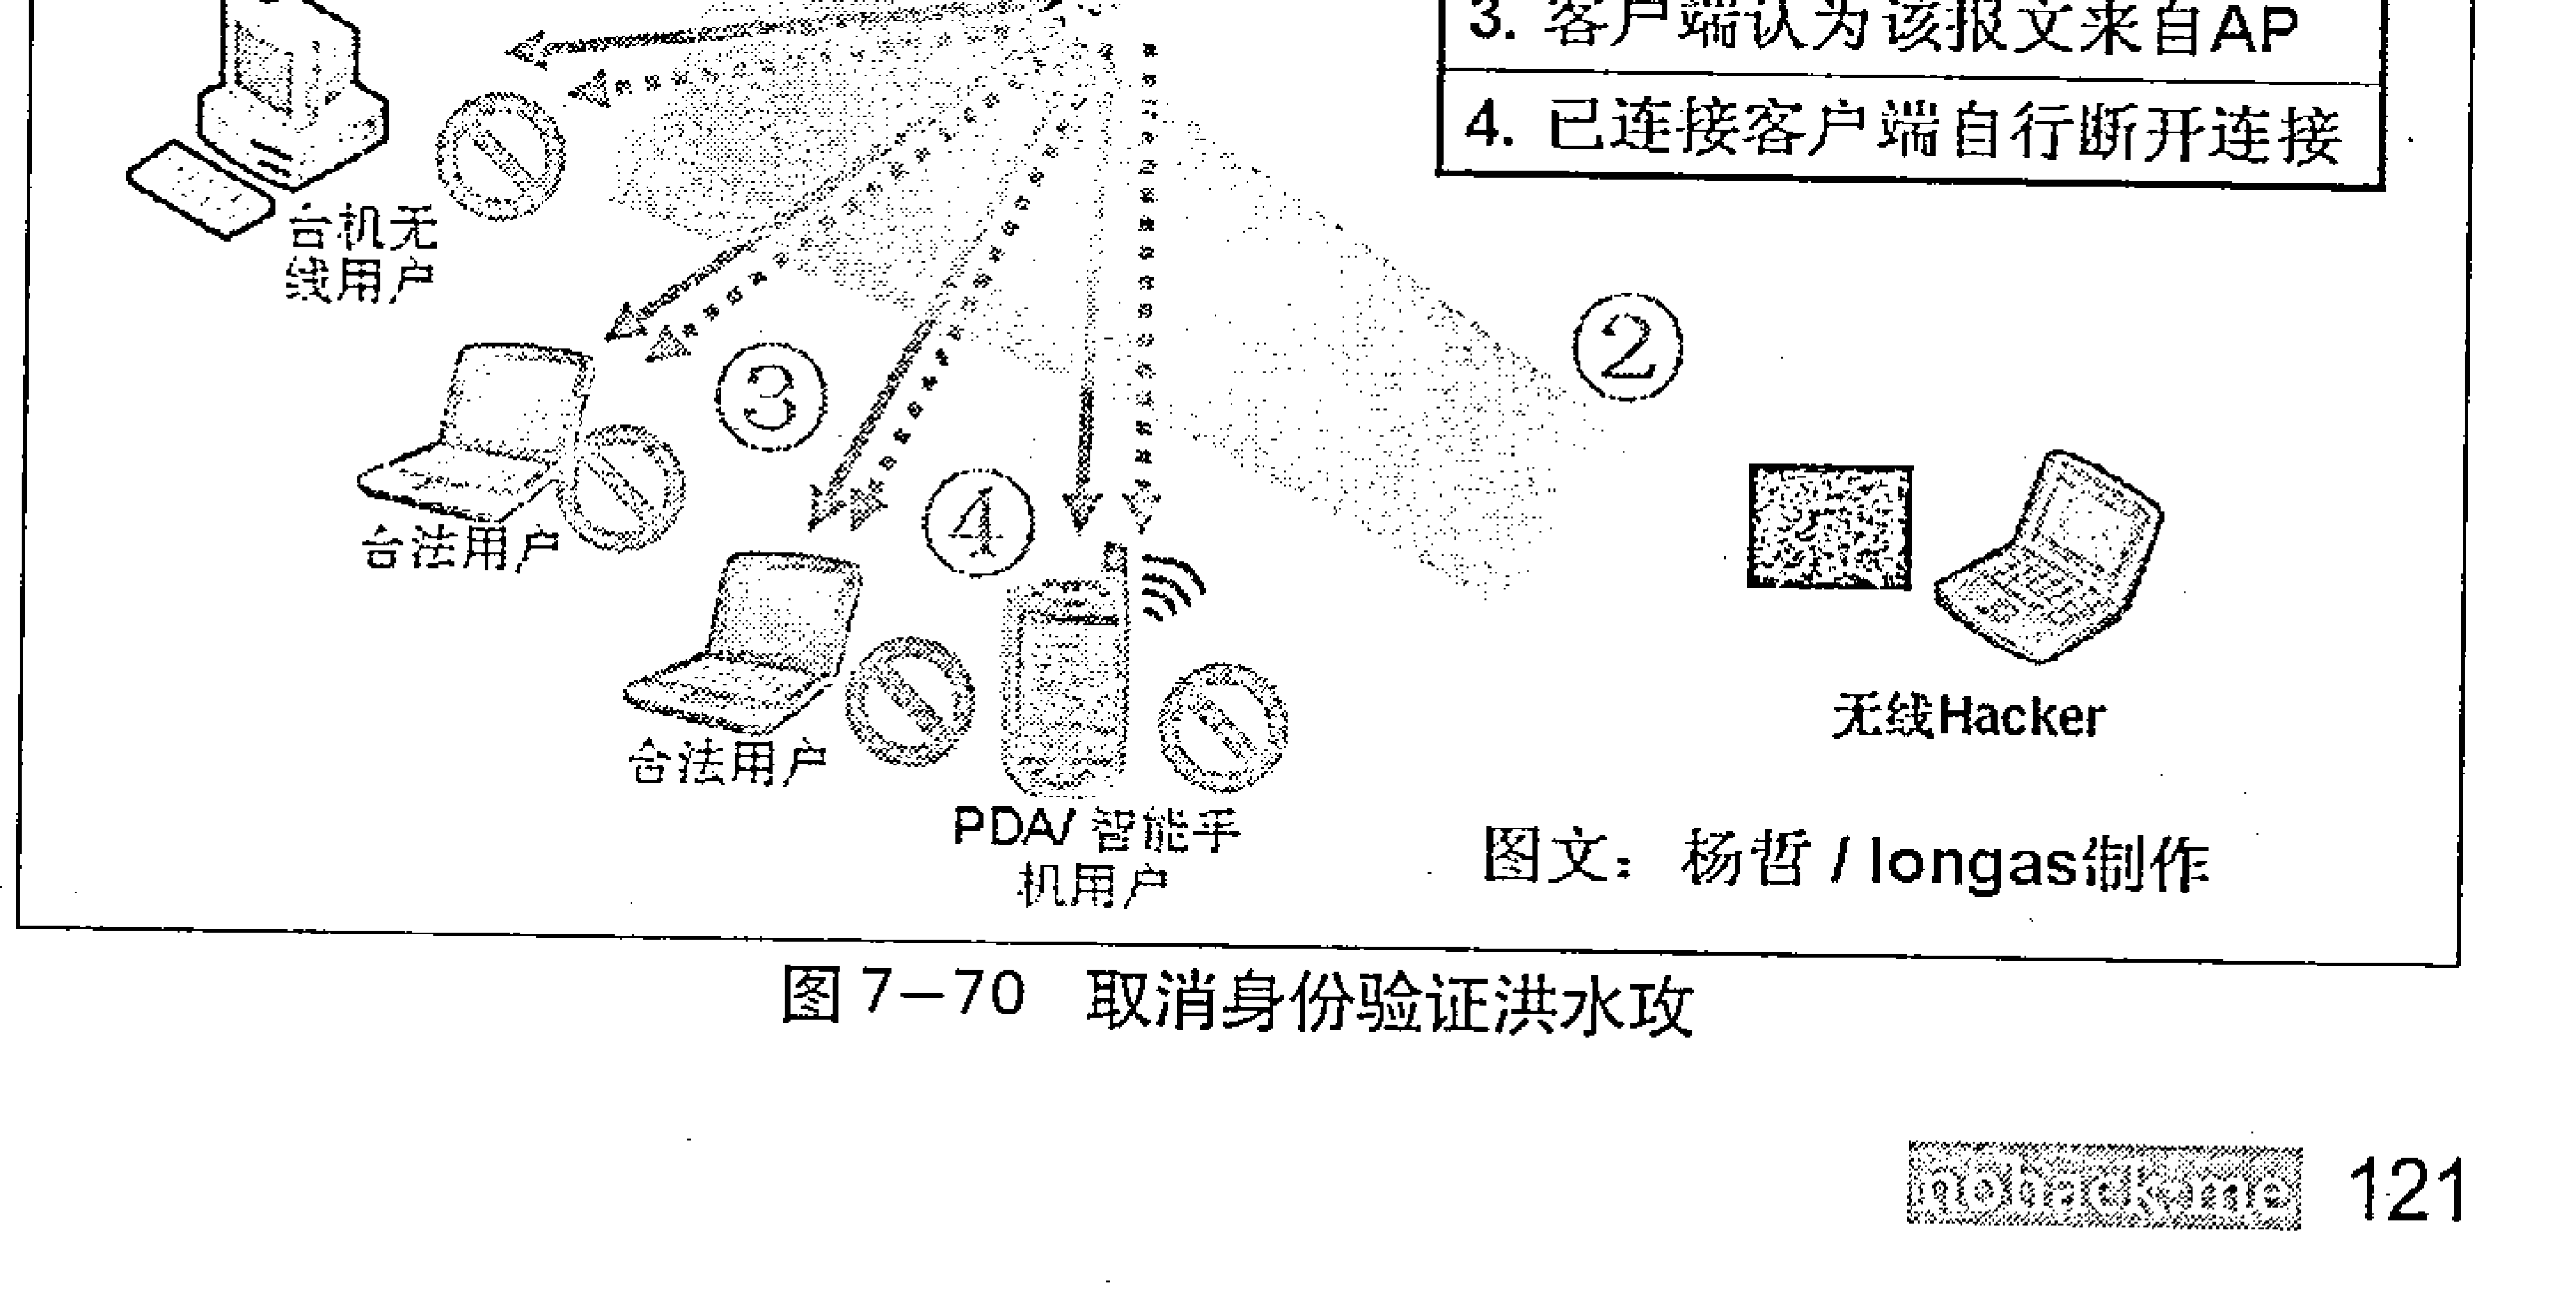 3. 客户端认为该报文来自AP
4. 已连接客户端自行断开连接
台机无
线用户
②
③
合法用户
④
合法用户
无线Hacker
PDA/ 智能手
机用户
图文：杨哲 / longas制作
图 7-70 取消身份验证洪水攻
nohack·me 121